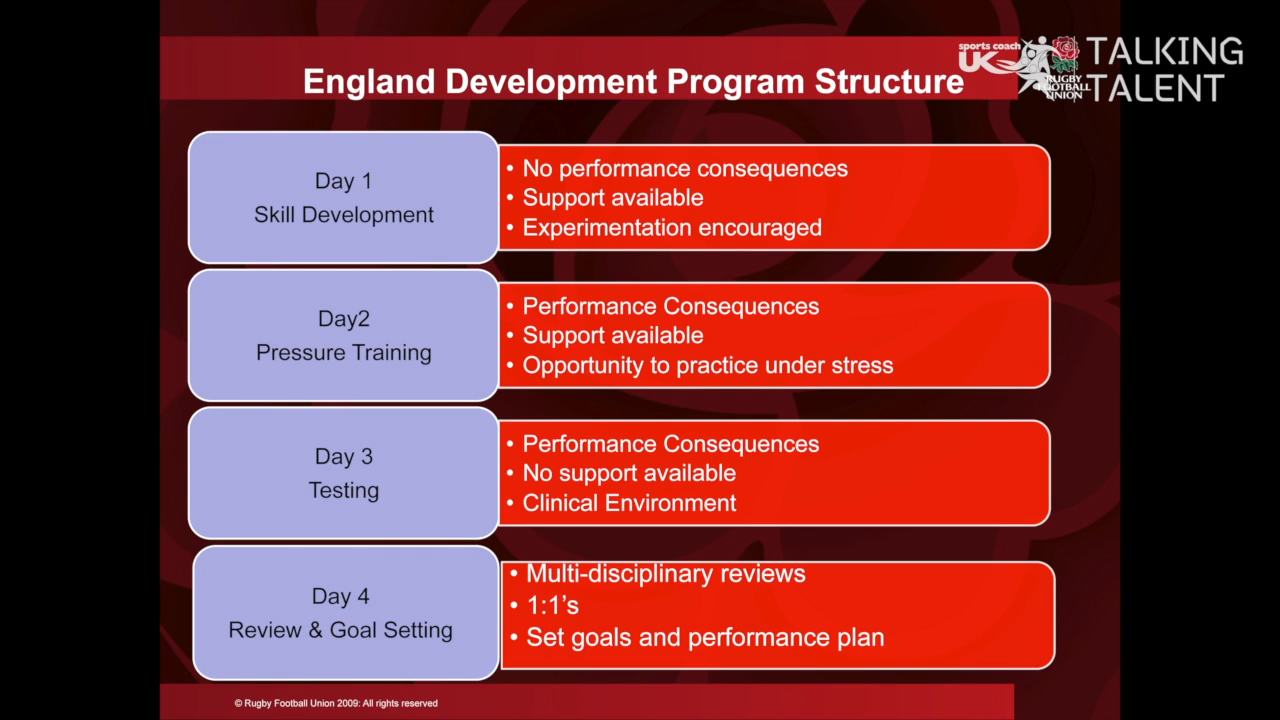 sports coach
UK
RUGBY
FOOTBALL
UNION
TALKING
TALENT
England Development Program Structure
Day 1
Skill Development
• No performance consequences
• Support available
• Experimentation encouraged
Day2
Pressure Training
• Performance Consequences
• Support available
• Opportunity to practice under stress
Day 3
Testing
• Performance Consequences
• No support available
• Clinical Environment
Day 4
Review & Goal Setting
• Multi-disciplinary reviews
• 1:1’s
• Set goals and performance plan
© Rugby Football Union 2009: All rights reserved